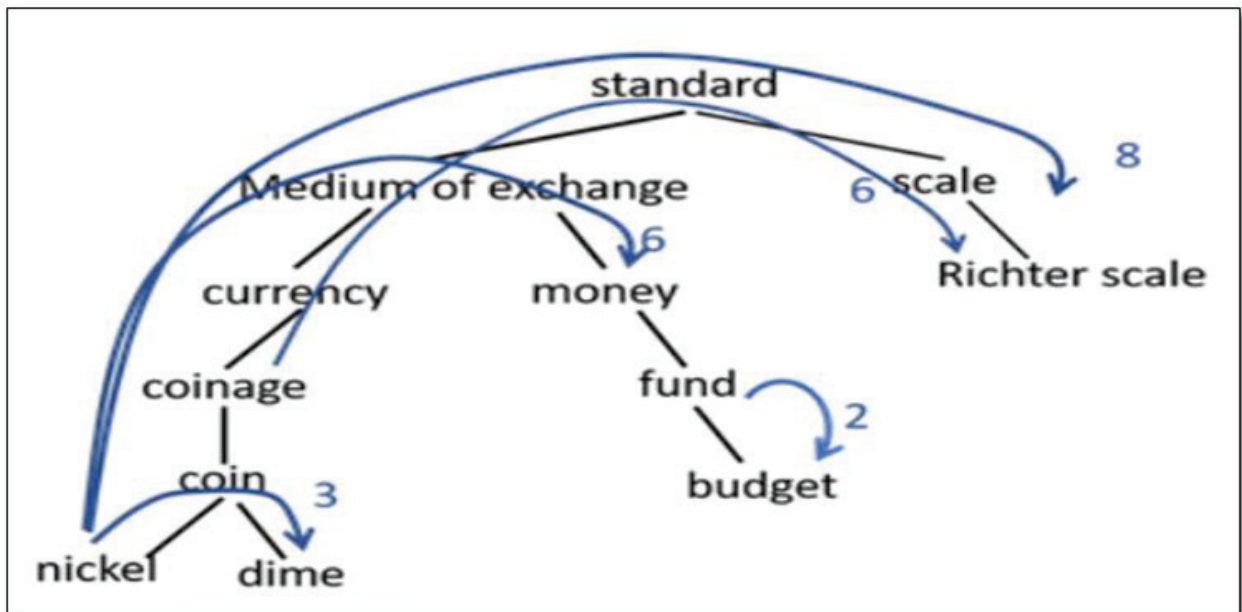 standard
8
Medium of exchange
6 scale
6
Richter scale
currency
money
coinage
fund
2
budget
coin
3
nickel
dime